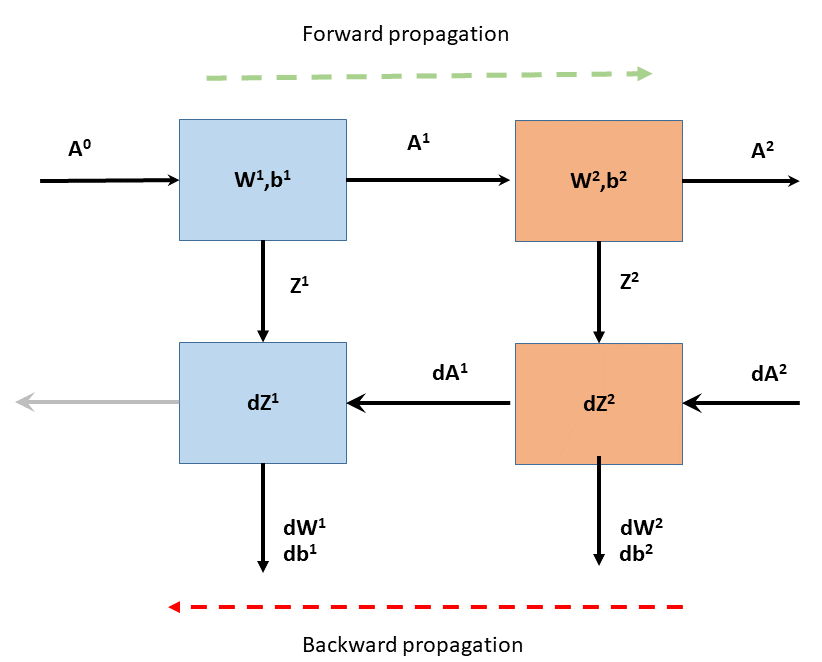 Forward propagation
A⁰
A¹
A²
W¹,b¹
W²,b²
Z¹
Z²
dA¹
dA²
dZ¹
dZ²
dW¹
db¹
dW²
db²
Backward propagation